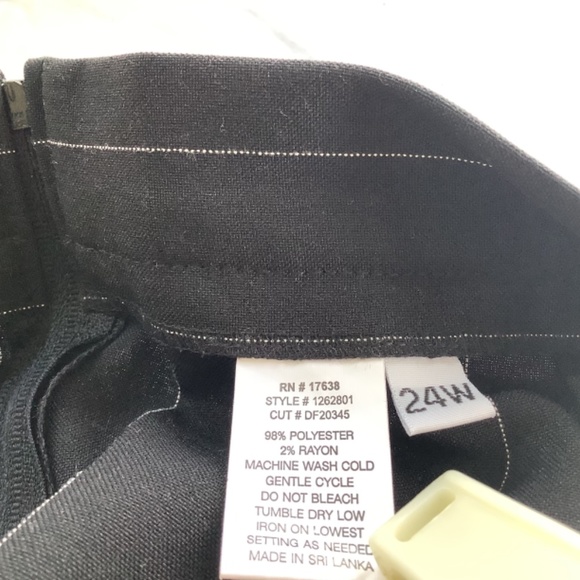 RN # 17638
STYLE # 1262801
CUT # DF20345
98% POLYESTER
2% RAYON
MACHINE WASH COLD
GENTLE CYCLE
DO NOT BLEACH
TUMBLE DRY LOW
IRON ON LOWEST
SETTING AS NEEDED
MADE IN SRI LANKA
24W